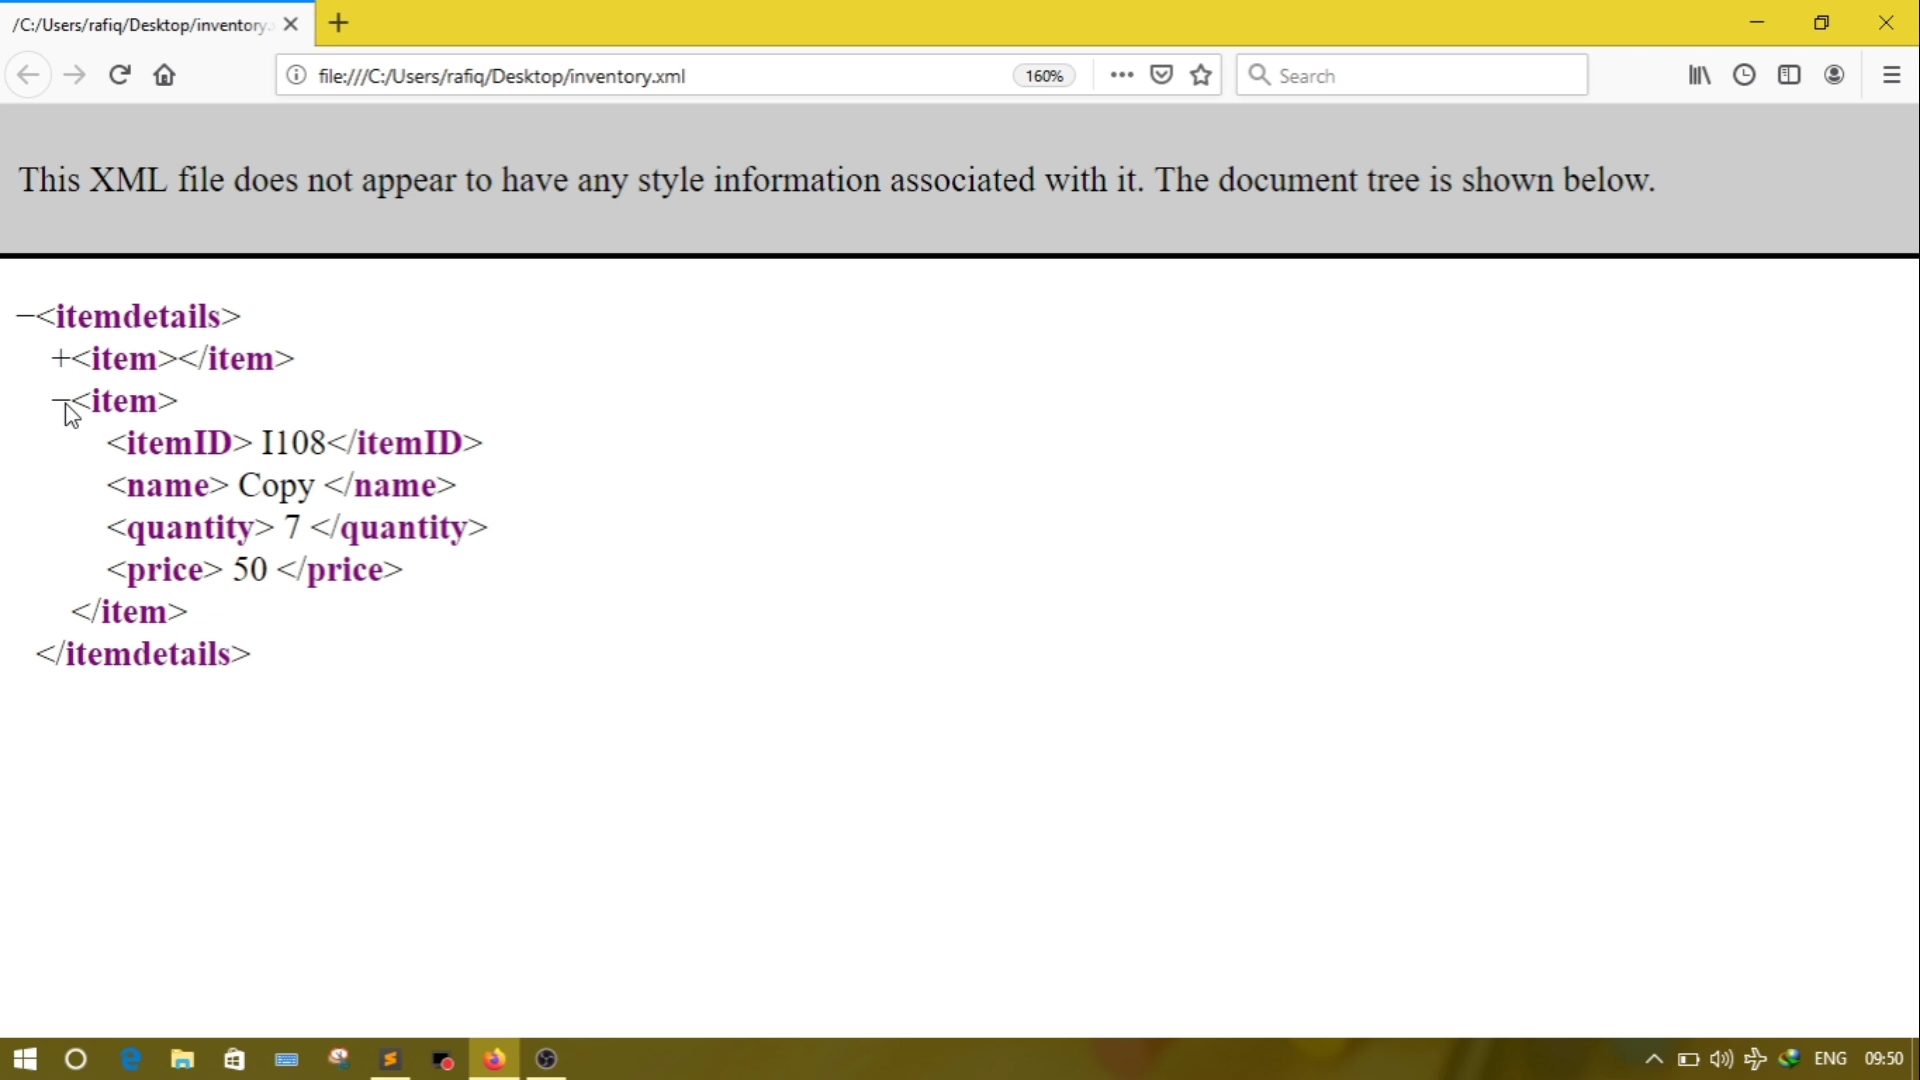 /C:/Users/rafiq/Desktop/inventory.
file:///C:/Users/rafiq/Desktop/inventory.xml
160%
Search
This XML file does not appear to have any style information associated with it. The document tree is shown below.
−<itemdetails>
+<item></item>
−<item>
<itemID> I108</itemID>
<name> Copy </name>
<quantity> 7 </quantity>
<price> 50 </price>
</item>
</itemdetails>
ENG
09:50